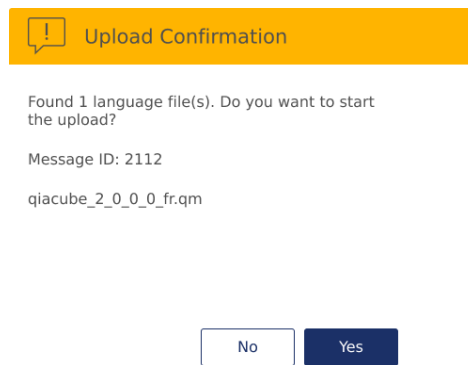 !
Upload Confirmation
Found 1 language file(s). Do you want to start
the upload?
Message ID: 2112
qiacube_2_0_0_0_fr.qm
No
Yes